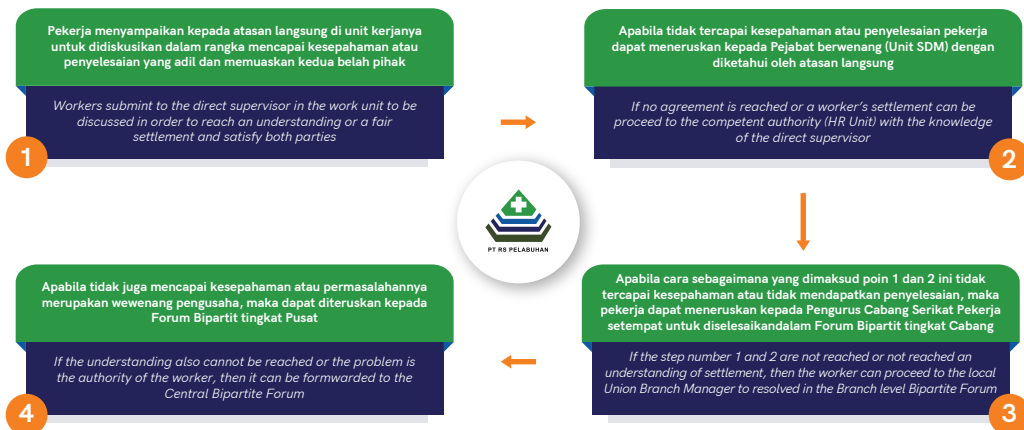 Pekerja menyampaikan kepada atasan langsung di unit kerjanya
untuk didiskusikan dalam rangka mencapai kesepahaman atau
penyelesaian yang adil dan memuaskan kedua belah pihak
Workers submint to the direct supervisor in the work unit to be
discussed in order to reach an understanding or a fair
settlement and satisfy both parties
1
Apabila tidak tercapai kesepahaman atau penyelesaian pekerja
dapat meneruskan kepada Pejabat berwenang (Unit SDM) dengan
diketahui oleh atasan langsung
If no agreement is reached or a worker's settlement can be
proceed to the competent authority (HR Unit) with the knowledge
of the direct supervisor
2
PT RS PELABUHAN
Apabila cara sebagaimana yang dimaksud poin 1 dan 2 ini tidak
tercapai kesepahaman atau tidak mendapatkan penyelesaian, maka
pekerja dapat meneruskan kepada Pengurus Cabang Serikat Pekerja
setempat untuk diselesaikandalam Forum Bipartit tingkat Cabang
If the step number 1 and 2 are not reached or not reached an
understanding of settlement, then the worker can proceed to the local
Union Branch Manager to resolved in the Branch level Bipartite Forum
3
Apabila tidak juga mencapai kesepahaman atau permasalahannya
merupakan wewenang pengusaha, maka dapat diteruskan kepada
Forum Bipartit tingkat Pusat
If the understanding also cannot be reached or the problem is
the authority of the worker, then it can be formwarded to the
Central Bipartite Forum
4